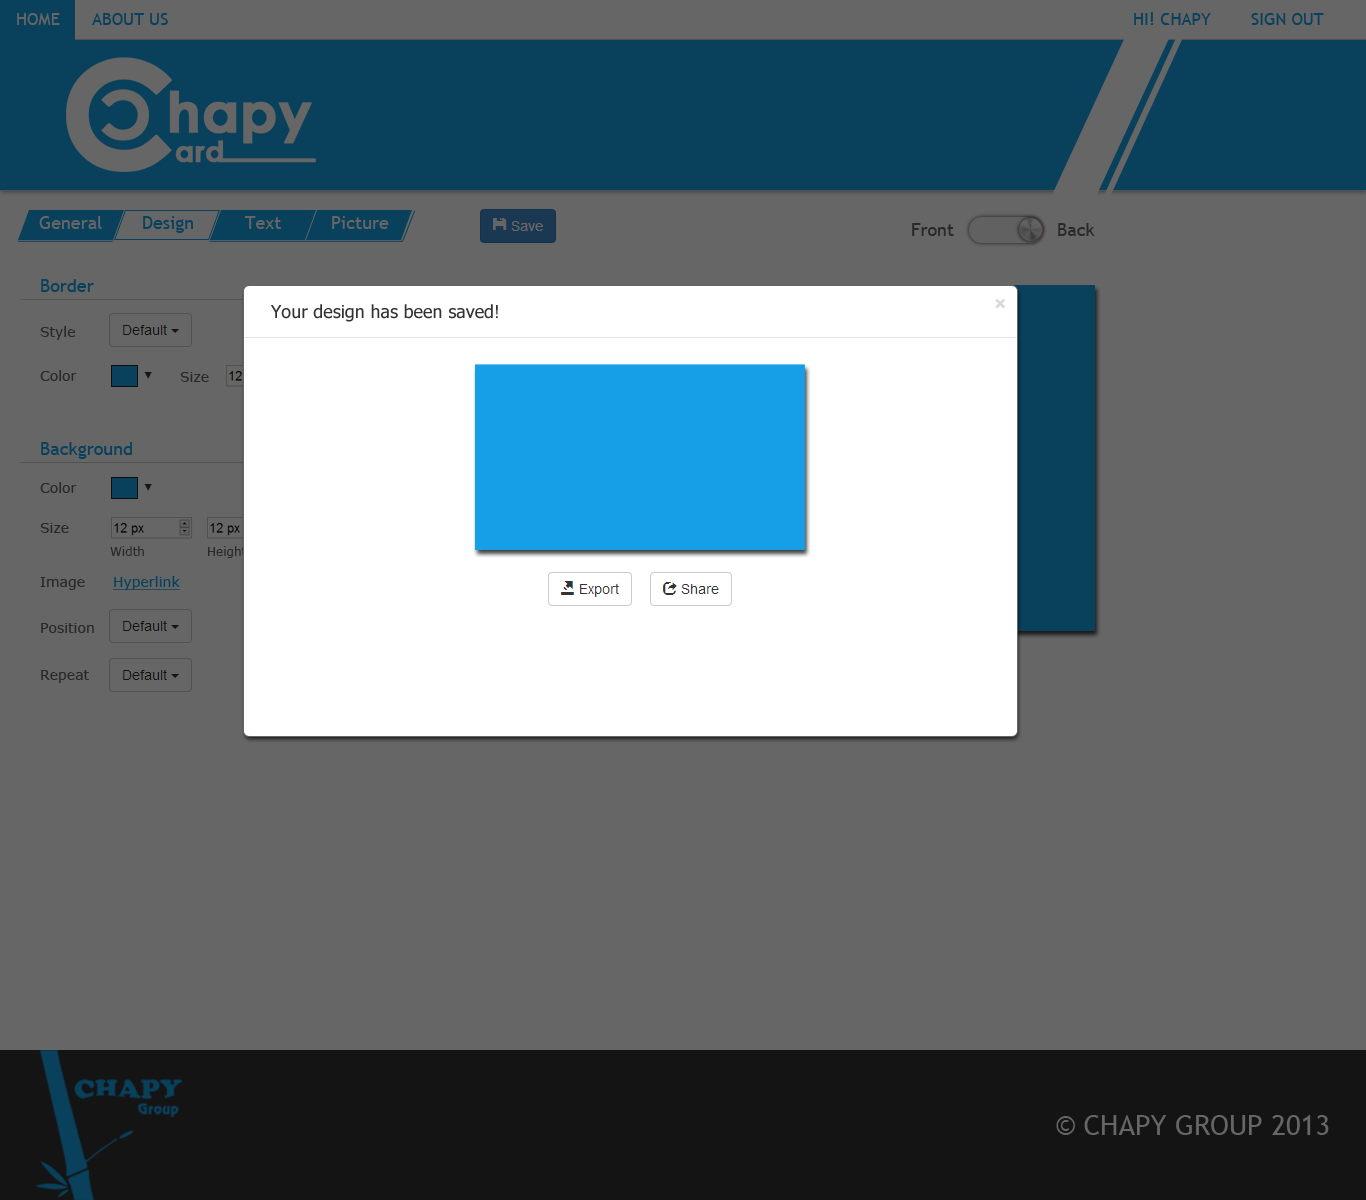 HOME ABOUT US HI! CHAPY SIGN OUT
Chapy
ard
General Design Text Picture Save Front Back
Border
Your design has been saved! ×
Style Default
Color Size 12
Background
Color
Size 12 px 12 px
Width Height
Image Hyperlink
Export Share
Position Default
Repeat Default
CHAPY
Group
© CHAPY GROUP 2013